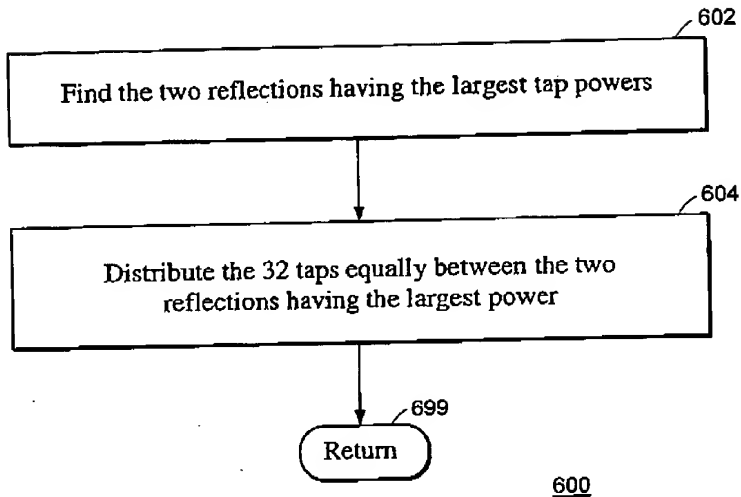 602
Find the two reflections having the largest tap powers
604
Distribute the 32 taps equally between the two
reflections having the largest power
699
Return
600